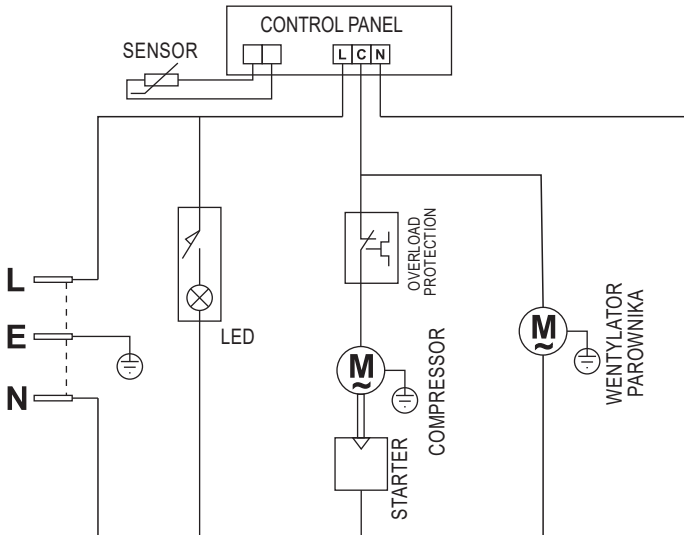 CONTROL PANEL
SENSOR
L C N
OVERLOAD
PROTECTION
L
E
N
LED
M
~
COMPRESSOR
STARTER
M
~
WENTYLATOR
PAROWNIKA